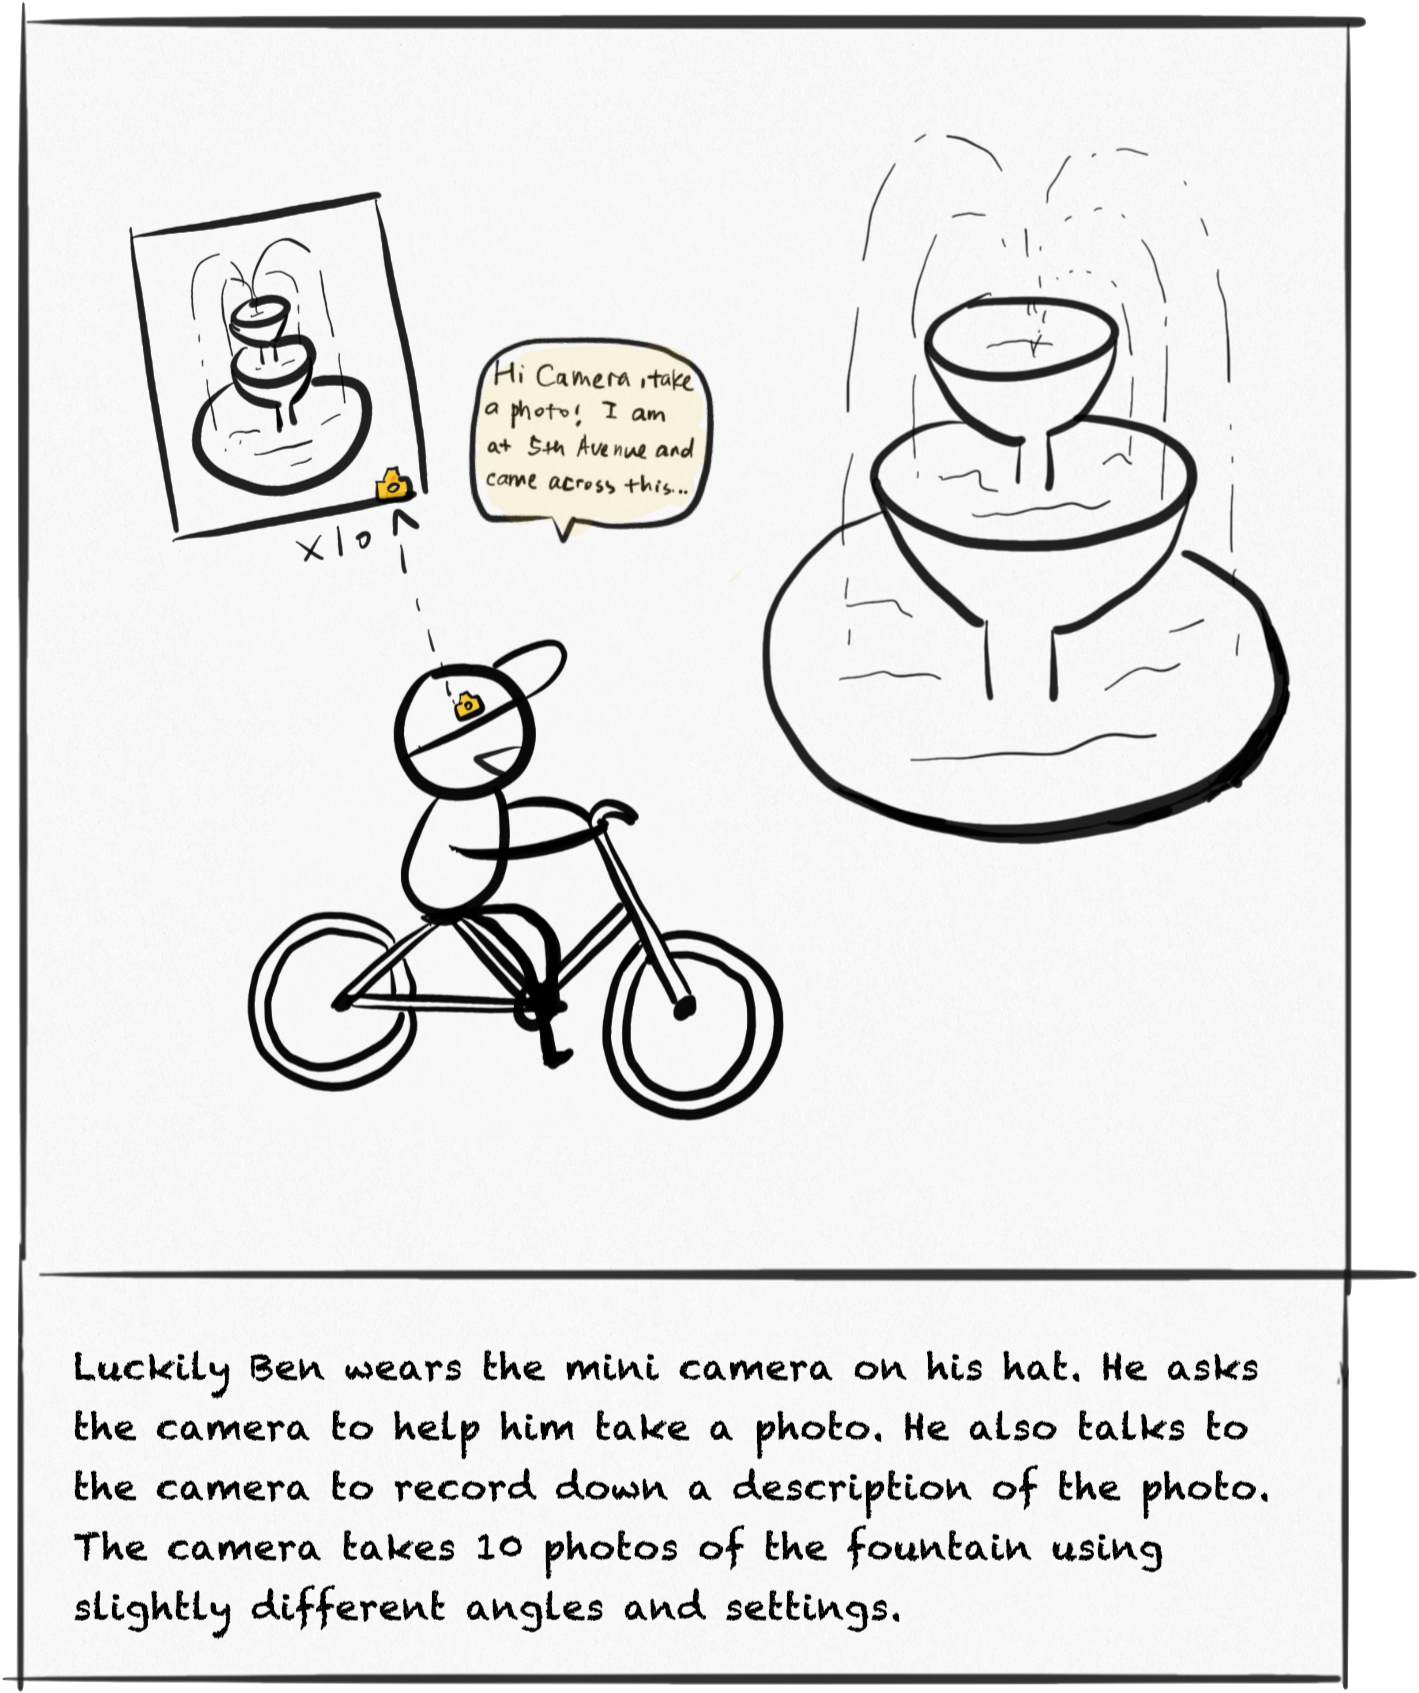 Hi Camera, take
a photo! I am
at 5th Avenue and
came across this...
x10
Luckily Ben wears the mini camera on his hat. He asks
the camera to help him take a photo. He also talks to
the camera to record down a description of the photo.
The camera takes 10 photos of the fountain using
slightly different angles and settings.